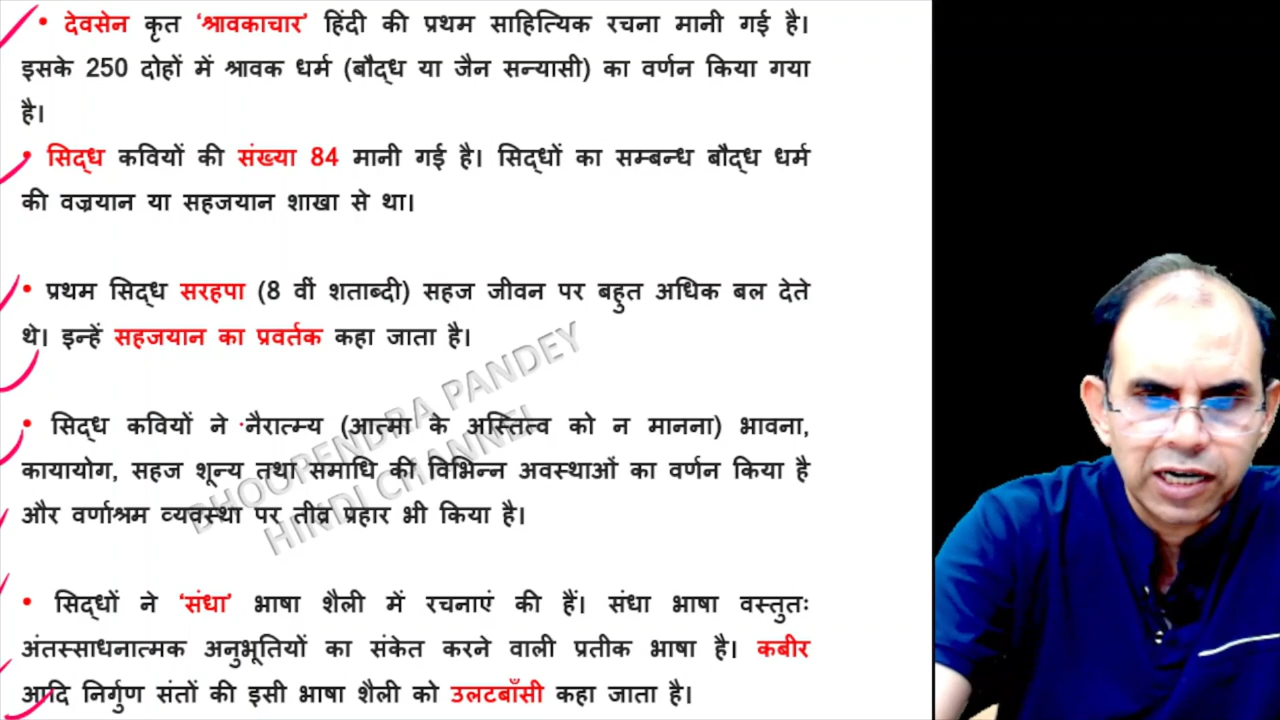 • देवसेन कृत ‘श्रावकाचार’ हिंदी की प्रथम साहित्यिक रचना मानी गई है।
इसके 250 दोहों में श्रावक धर्म (बौद्ध या जैन सन्यासी) का वर्णन किया गया
है।
• सिद्ध कवियों की संख्या 84 मानी गई है। सिद्धों का सम्बन्ध बौद्ध धर्म
की वज्रयान या सहजयान शाखा से था।
• प्रथम सिद्ध सरहपा (8 वीं शताब्दी) सहज जीवन पर बहुत अधिक बल देते
थे। इन्हें सहजयान का प्रवर्तक कहा जाता है।
• सिद्ध कवियों ने नैरात्म्य (आत्मा के अस्तित्व को न मानना) भावना,
कायायोग, सहज शून्य तथा समाधि की विभिन्न अवस्थाओं का वर्णन किया है
और वर्णाश्रम व्यवस्था पर तीव्र प्रहार भी किया है।
• सिद्धों ने ‘संधा’ भाषा शैली में रचनाएं की हैं। संधा भाषा वस्तुतः
अंतस्साधनात्मक अनुभूतियों का संकेत करने वाली प्रतीक भाषा है। कबीर
आदि निर्गुण संतों की इसी भाषा शैली को उलटबाँसी कहा जाता है।
BHOOPENDRA PANDEY
HINDI CHANNEL